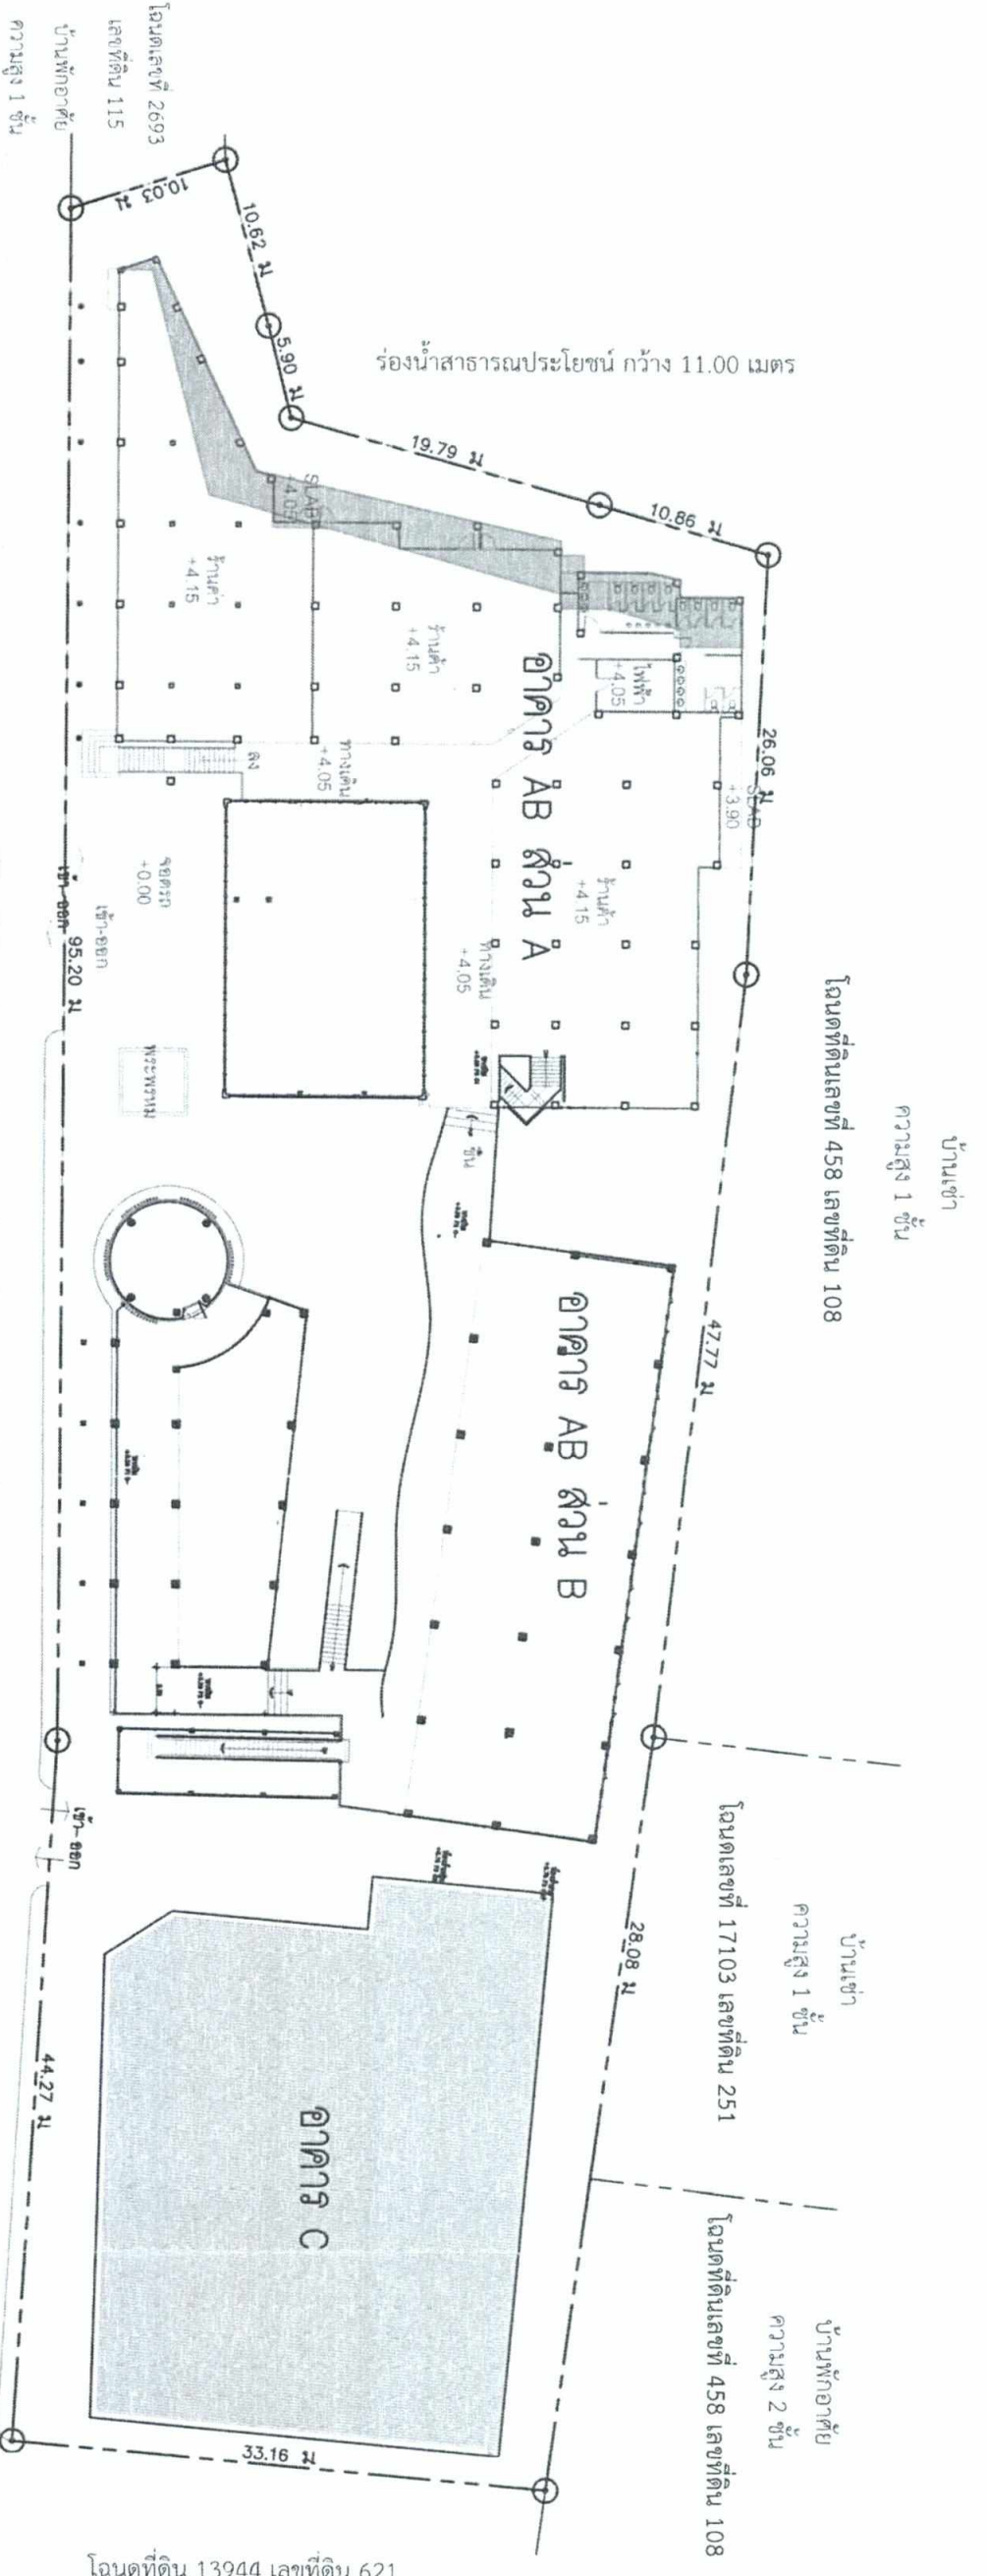 โฉนดเลขที่ 2693
เลขที่ดิน 115
บ้านพักอาศัย
ความสูง 1 ชั้น
10.03 ม
10.62 ม
5.90 ม
ร่องน้ำสาธารณประโยชน์ กว้าง 11.00 เมตร
19.79 ม
10.86 ม
26.06 ม
SLAB
+4.05
ร้านค้า
+4.15
ร้านค้า
+4.15
ไฟฟ้า
+4.05
SLAB
+3.90
อาคาร AB ส่วน A
ทางเดิน
+4.05
ลง
ร้านค้า
+4.15
ทางเดิน
+4.05
จอดรถ
+0.00
เข้า-ออก
เข้า-ออก
95.20 ม
พระพรหม
ขึ้น
บ้านเช่า
ความสูง 1 ชั้น
โฉนดที่ดินเลขที่ 458 เลขที่ดิน 108
47.77 ม
อาคาร AB ส่วน B
บ้านเช่า
ความสูง 1 ชั้น
โฉนดเลขที่ 17103 เลขที่ดิน 251
28.08 ม
เข้า-ออก
44.27 ม
อาคาร C
บ้านพักอาศัย
ความสูง 2 ชั้น
โฉนดที่ดินเลขที่ 458 เลขที่ดิน 108
33.16 ม
โฉนดที่ดิน 13944 เลขที่ดิน 621